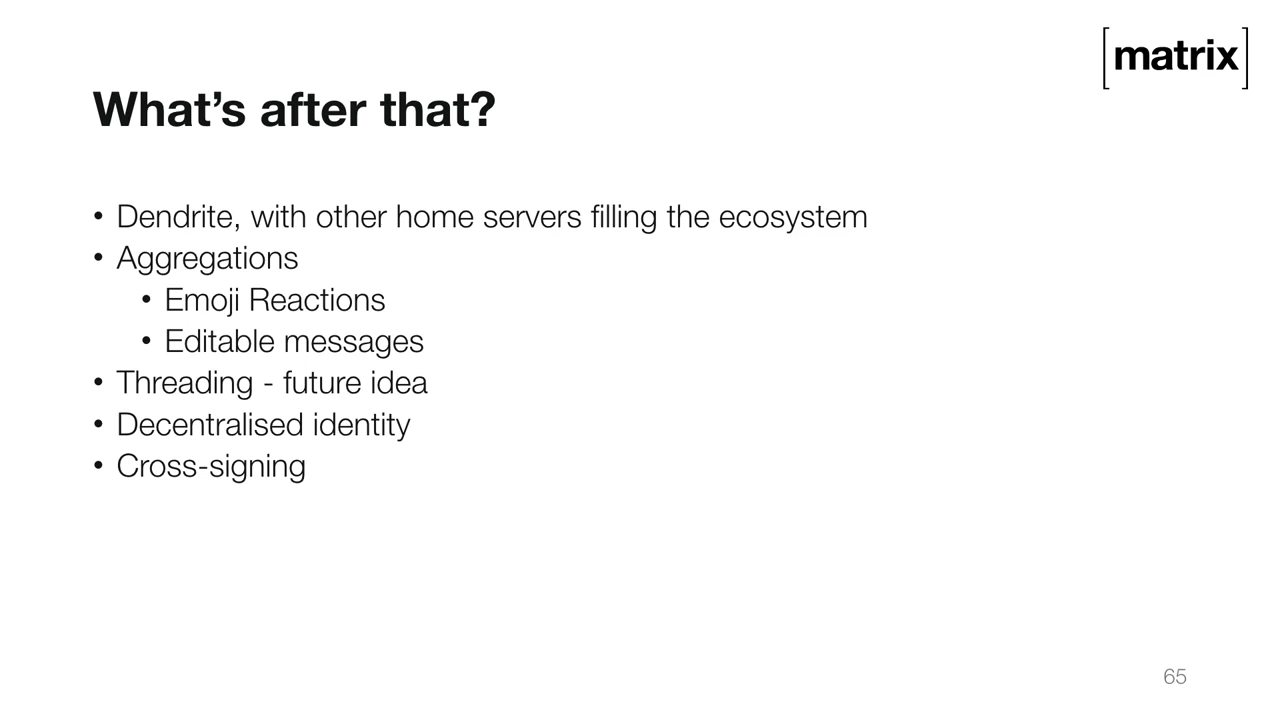 [matrix]
What’s after that?
• Dendrite, with other home servers filling the ecosystem
• Aggregations
• Emoji Reactions
• Editable messages
• Threading - future idea
• Decentralised identity
• Cross-signing
65